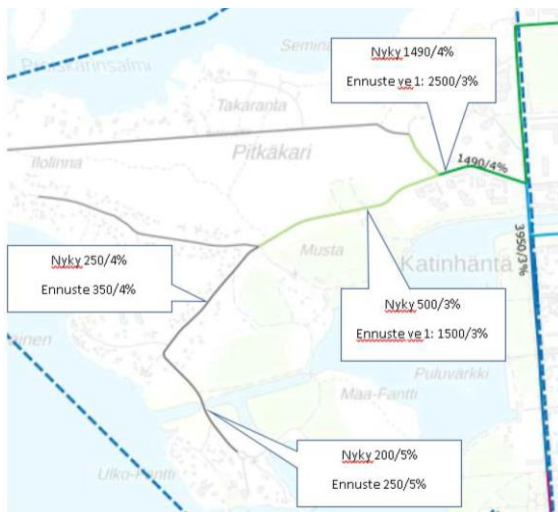 Nyky 1490/4%
Ennuste ve 1: 2500/3%
Takaranta
Pitkäkari
Ilolinna
1490/4%
Nyky 250/4%
Ennuste 350/4%
Musta
Katinhäntä
3950/3%
Nyky 500/3%
Ennuste ve 1: 1500/3%
Puluvärkki
Maa-Fantti
Nyky 200/5%
Ennuste 250/5%
Ulko-Fantti